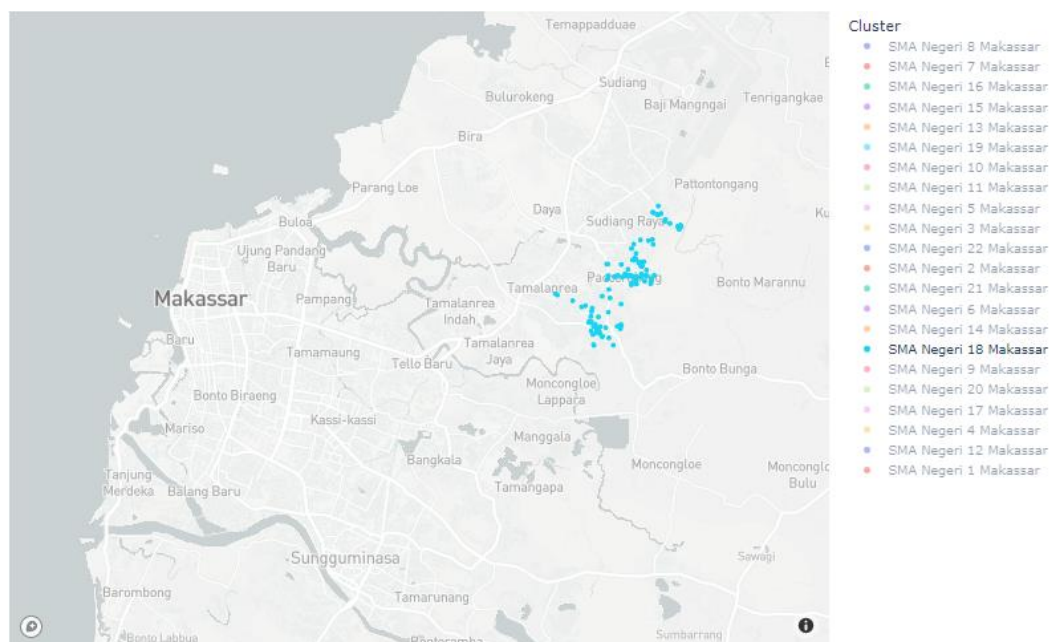 Temappadduae
Sudiang
Bulurokeng
Baji Mangngai
Tenrigangkae
Bira
Parang Loe
Pattontongang
Daya
Buloa
Sudiang Raya
Ujung Pandang
Baru
Makassar
Pampang
Tamalanrea
Bonto Marannu
Tamalanrea
Indah
Baru
Tamamaung
Tello Baru
Tamalanrea
Jaya
Bonto Bunga
Moncongloe
Lappara
Bonto Biraeng
Kassi-kassi
Mariso
Manggala
Bangkala
Moncongloe
Moncongloe
Bulu
Tanjung
Merdeka
Balang Baru
Tamangapa
Sungguminasa
Sawagi
Barombong
Tamarunang
Bonto Labbua
Bontoramba
Sumbarrang
Cluster
SMA Negeri 8 Makassar
SMA Negeri 7 Makassar
SMA Negeri 16 Makassar
SMA Negeri 15 Makassar
SMA Negeri 13 Makassar
SMA Negeri 19 Makassar
SMA Negeri 10 Makassar
SMA Negeri 11 Makassar
SMA Negeri 5 Makassar
SMA Negeri 3 Makassar
SMA Negeri 22 Makassar
SMA Negeri 2 Makassar
SMA Negeri 21 Makassar
SMA Negeri 6 Makassar
SMA Negeri 14 Makassar
SMA Negeri 18 Makassar
SMA Negeri 9 Makassar
SMA Negeri 20 Makassar
SMA Negeri 17 Makassar
SMA Negeri 4 Makassar
SMA Negeri 12 Makassar
SMA Negeri 1 Makassar